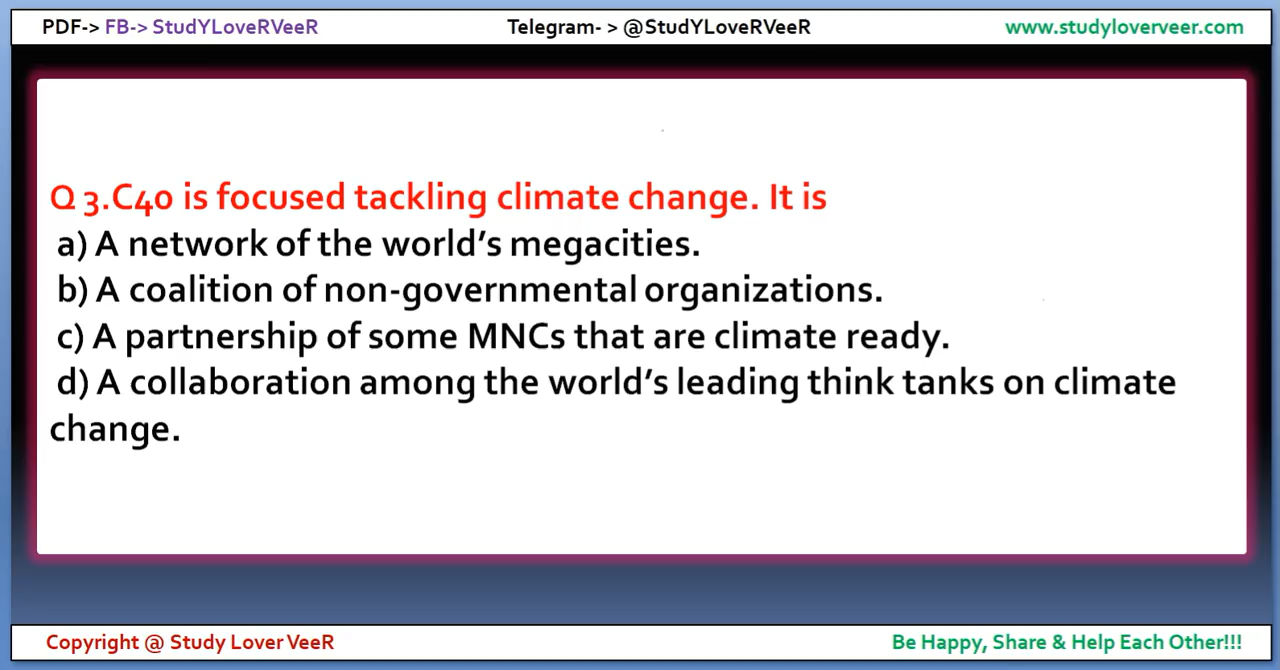 PDF-> FB-> StudYLoveRVeeR Telegram- > @StudYLoveRVeeR www.studyloverveer.com
Q 3.C40 is focused tackling climate change. It is
a) A network of the world’s megacities.
b) A coalition of non-governmental organizations.
c) A partnership of some MNCs that are climate ready.
d) A collaboration among the world’s leading think tanks on climate
change.
Copyright @ Study Lover VeeR Be Happy, Share & Help Each Other!!!